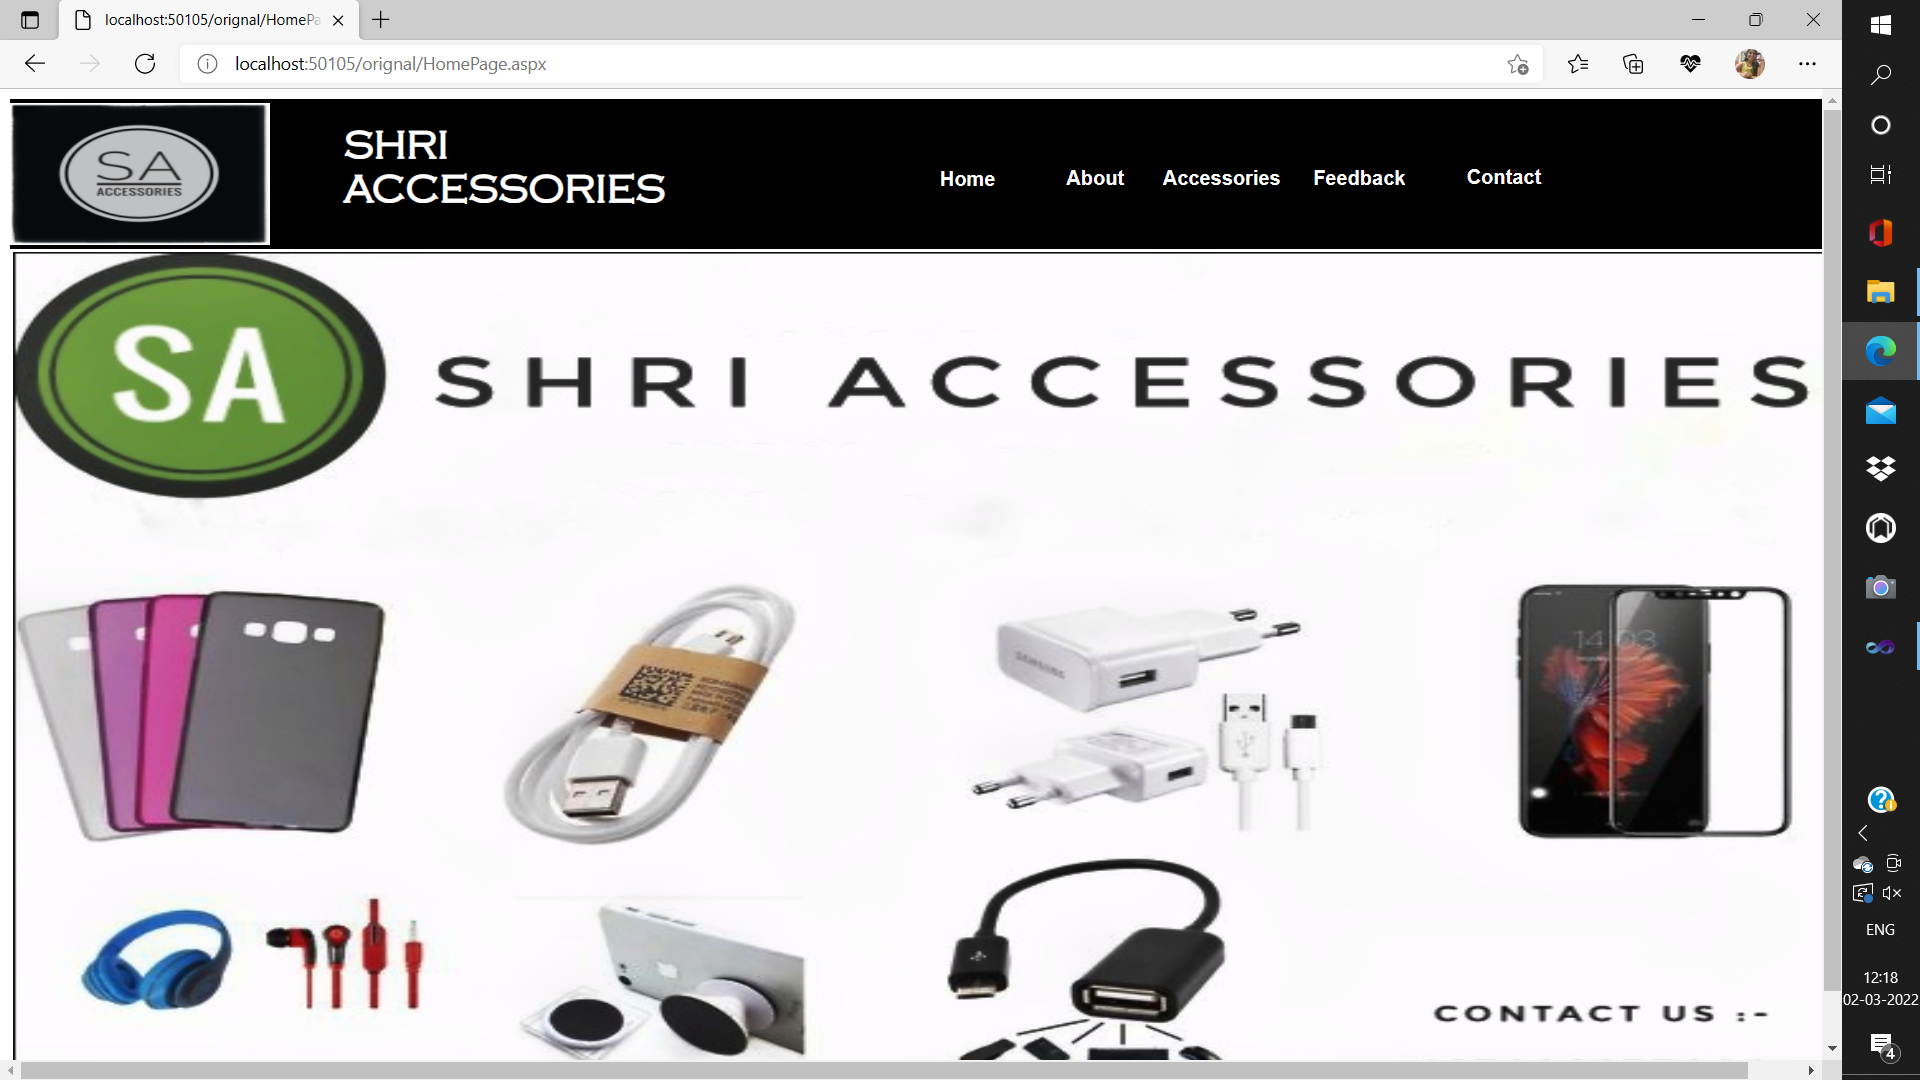 localhost:50105/orignal/HomePa
localhost:50105/orignal/HomePage.aspx
SA
ACCESSORIES
SHRI
ACCESSORIES
Home About Accessories Feedback Contact
SA
SHRI ACCESSORIES
SAMSUNG
14 03
CONTACT US :-
ENG
12:18
02-03-2022
4